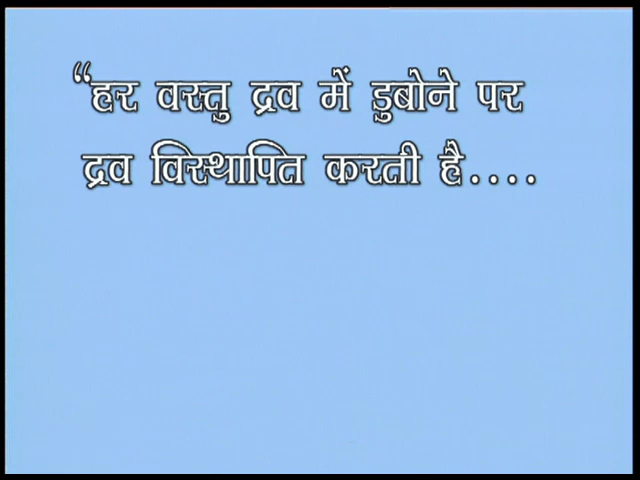 “हर वस्तु द्रव में डुबोने पर
द्रव विस्थापित करती है....